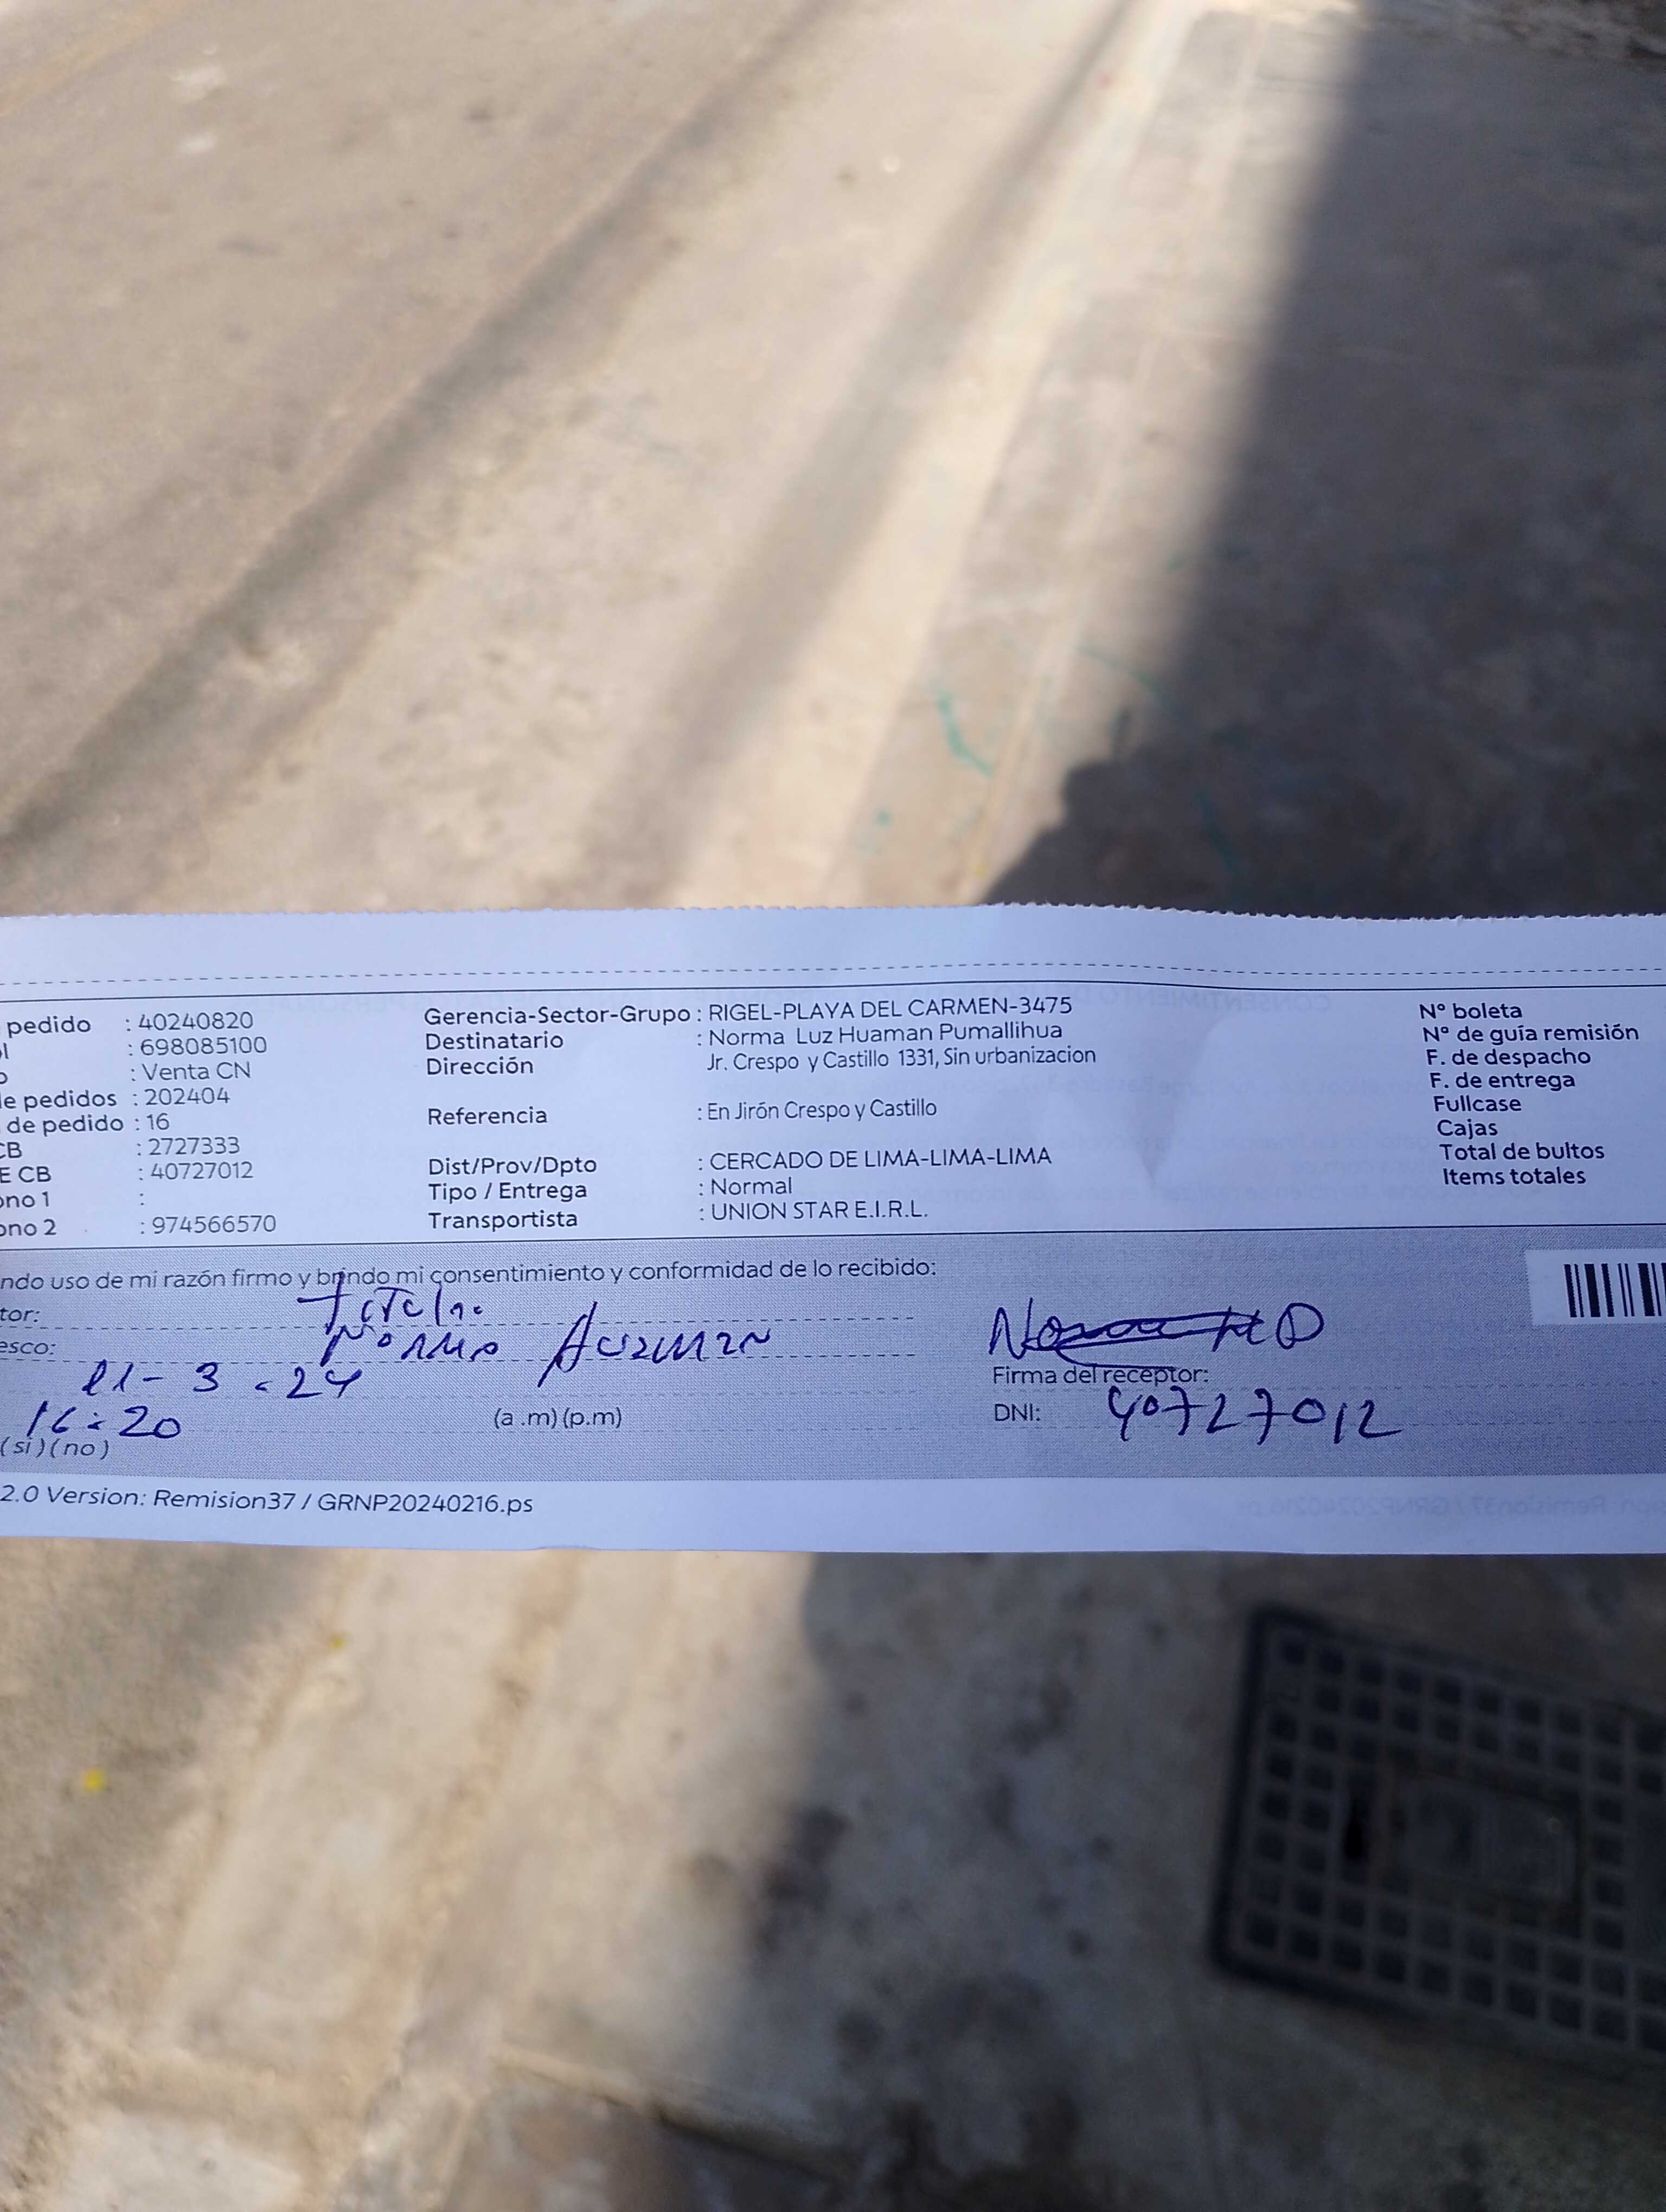 pedido : 40240820
l : 698085100
o : Venta CN
e pedidos : 202404
de pedido : 16
CB : 2727333
E CB : 40727012
ono 1 :
ono 2 : 974566570
Gerencia-Sector-Grupo : RIGEL-PLAYA DEL CARMEN-3475
Destinatario : Norma Luz Huaman Pumallihua
Dirección Jr. Crespo y Castillo 1331, Sin urbanizacion
Referencia : En Jirón Crespo y Castillo
Dist/Prov/Dpto : CERCADO DE LIMA-LIMA-LIMA
Tipo / Entrega : Normal
Transportista : UNION STAR E.I.R.L.
Nº boleta
Nº de guía remisión
F. de despacho
F. de entrega
Fullcase
Cajas
Total de bultos
Items totales
ndo uso de mi razón firmo y brindo mi consentimiento y conformidad de lo recibido:
tor:
esco:
11-3-24
16:20 (a.m) (p.m)
(si) (no)
Firma del receptor:
DNI: 40727012
2.0 Version: Remision37 / GRNP20240216.ps